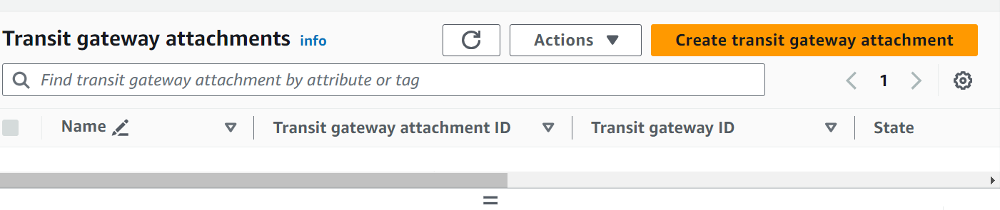 Transit gateway attachments info Actions Create transit gateway attachment
Find transit gateway attachment by attribute or tag 1
Name Transit gateway attachment ID Transit gateway ID State